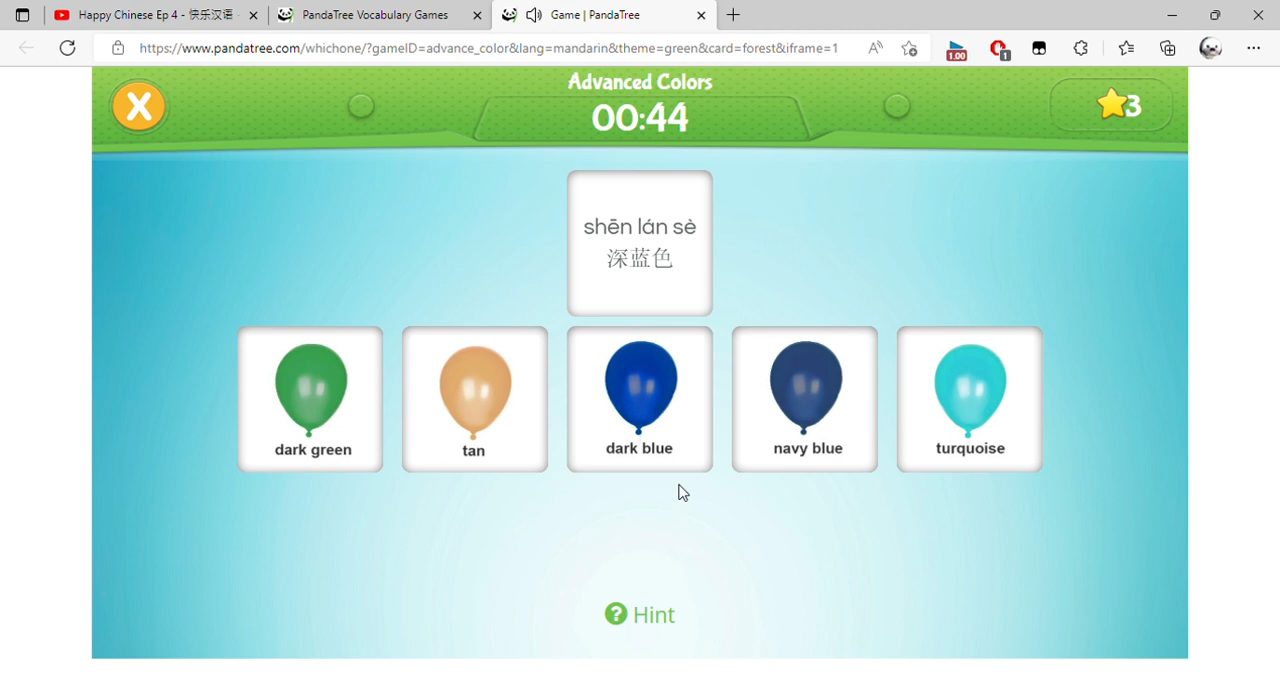 Happy Chinese Ep 4 - 快乐汉语
PandaTree Vocabulary Games
Game | PandaTree
https://www.pandatree.com/whichone/?gameID=advance_color&lang=mandarin&theme=green&card=forest&iframe=1
1.00
1
Advanced Colors
00:44
3
shēn lán sè
深蓝色
dark green
tan
dark blue
navy blue
turquoise
? Hint